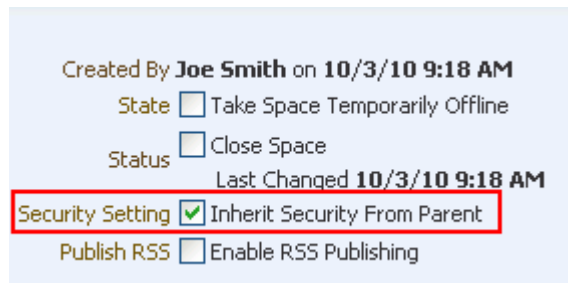 Created By Joe Smith on 10/3/10 9:18 AM
State Take Space Temporarily Offline
Status Close Space
Last Changed 10/3/10 9:18 AM
Security Setting Inherit Security From Parent
Publish RSS Enable RSS Publishing